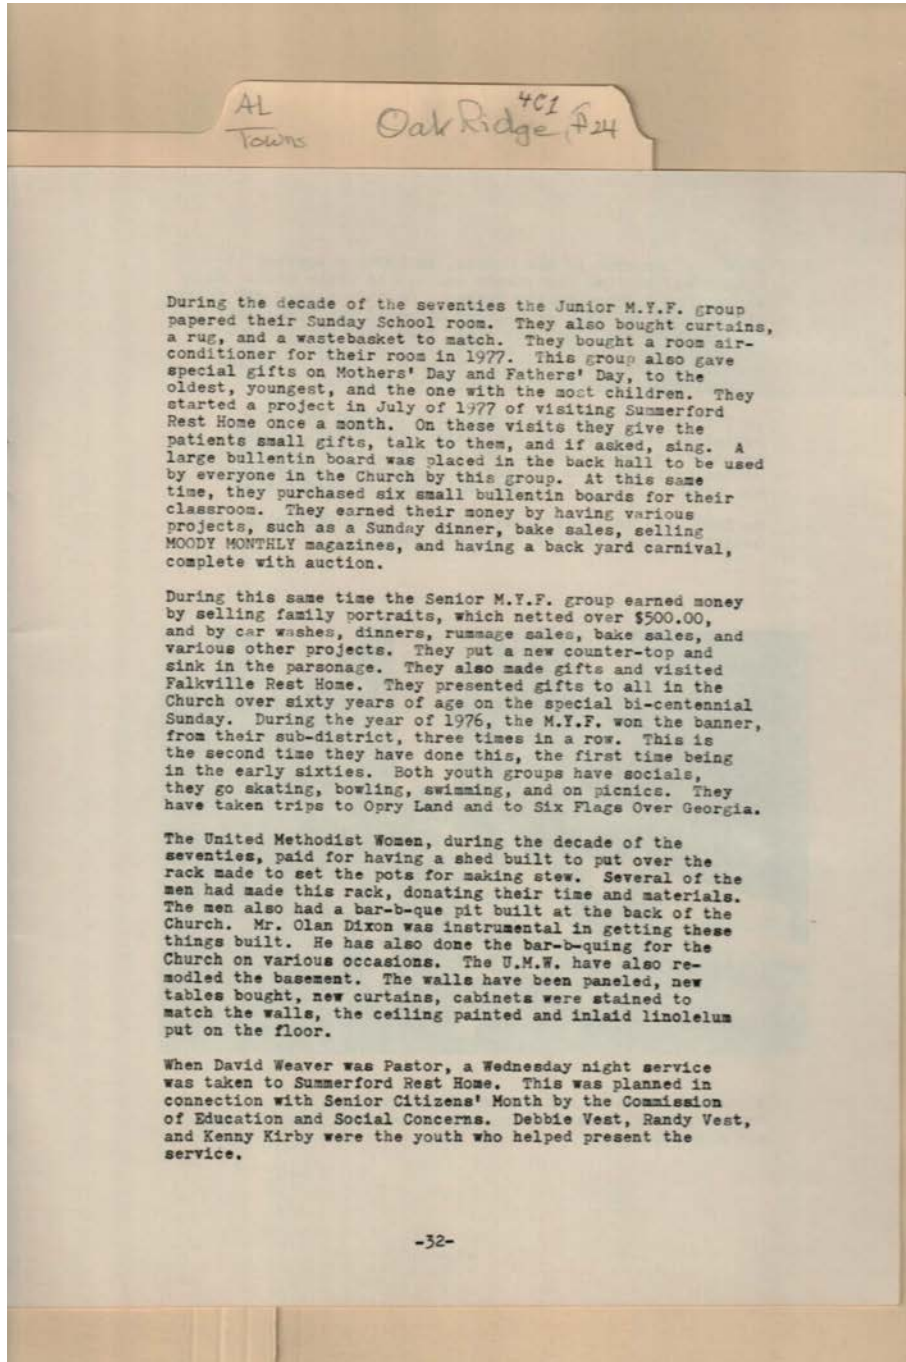 AL
Towns
Oak Ridge, #24
4C1
During the decade of the seventies the Junior M.Y.F. group
papered their Sunday School room. They also bought curtains,
a rug, and a wastebasket to match. They bought a room air-
conditioner for their room in 1977. This group also gave
special gifts on Mothers' Day and Fathers' Day, to the
oldest, youngest, and the one with the most children. They
started a project in July of 1977 of visiting Summerford
Rest Home once a month. On these visits they give the
patients small gifts, talk to them, and if asked, sing. A
large bullentin board was placed in the back hall to be used
by everyone in the Church by this group. At this same
time, they purchased six small bullentin boards for their
classroom. They earned their money by having various
projects, such as a Sunday dinner, bake sales, selling
MOODY MONTHLY magazines, and having a back yard carnival,
complete with auction.
During this same time the Senior M.Y.F. group earned money
by selling family portraits, which netted over $500.00,
and by car washes, dinners, rummage sales, bake sales, and
various other projects. They put a new counter-top and
sink in the parsonage. They also made gifts and visited
Falkville Rest Home. They presented gifts to all in the
Church over sixty years of age on the special bi-centennial
Sunday. During the year of 1976, the M.Y.F. won the banner,
from their sub-district, three times in a row. This is
the second time they have done this, the first time being
in the early sixties. Both youth groups have socials,
they go skating, bowling, swimming, and on picnics. They
have taken trips to Opry Land and to Six Flags Over Georgia.
The United Methodist Women, during the decade of the
seventies, paid for having a shed built to put over the
rack made to set the pots for making stew. Several of the
men had made this rack, donating their time and materials.
The men also had a bar-b-que pit built at the back of the
Church. Mr. Olan Dixon was instrumental in getting these
things built. He has also done the bar-b-quing for the
Church on various occasions. The U.M.W. have also re-
modled the basement. The walls have been paneled, new
tables bought, new curtains, cabinets were stained to
match the walls, the ceiling painted and inlaid linolelum
put on the floor.
When David Weaver was Pastor, a Wednesday night service
was taken to Summerford Rest Home. This was planned in
connection with Senior Citizens' Month by the Commission
of Education and Social Concerns. Debbie Vest, Randy Vest,
and Kenny Kirby were the youth who helped present the
service.
-32-